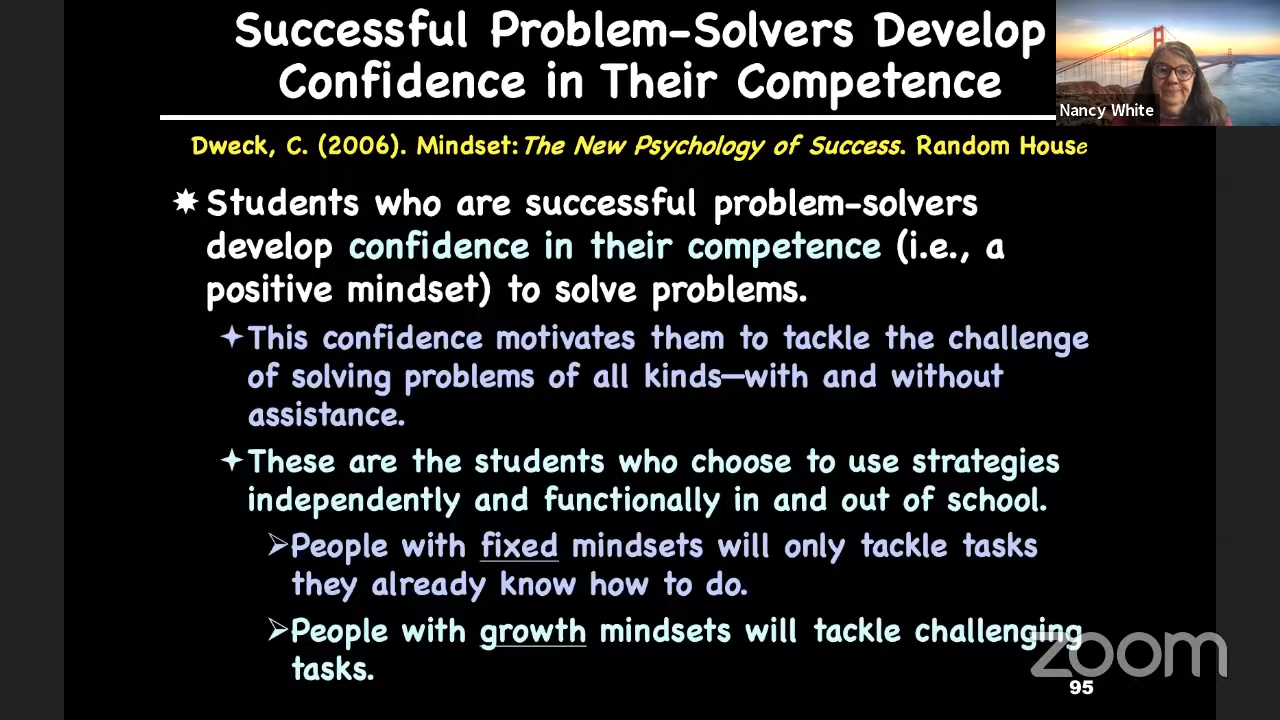 Successful Problem-Solvers Develop
Confidence in Their Competence
Nancy White
Dweck, C. (2006). Mindset: The New Psychology of Success. Random House
Students who are successful problem-solvers
develop confidence in their competence (i.e., a
positive mindset) to solve problems.
This confidence motivates them to tackle the challenge
of solving problems of all kinds—with and without
assistance.
These are the students who choose to use strategies
independently and functionally in and out of school.
People with fixed mindsets will only tackle tasks
they already know how to do.
People with growth mindsets will tackle challenging
tasks.
zoom
95